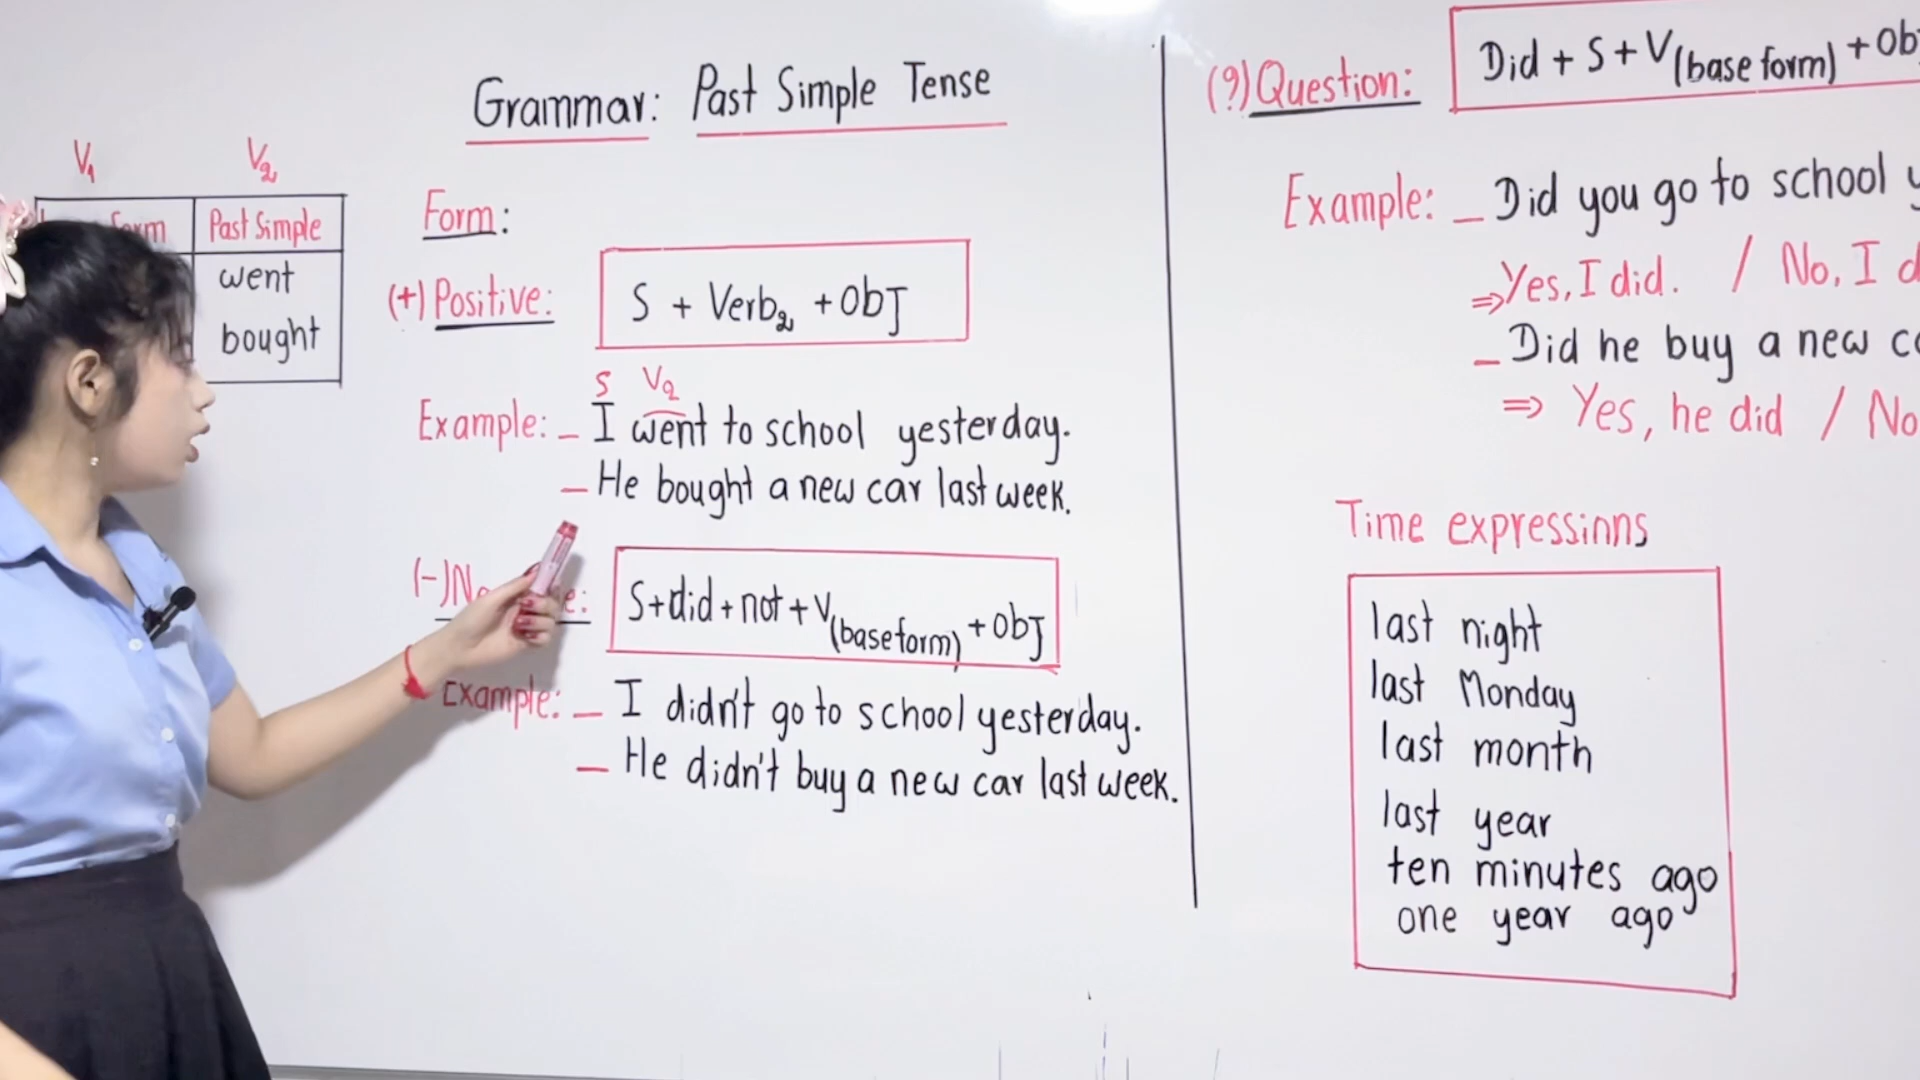 Grammar: Past Simple Tense
V1 V2
Past Simple
went
bought
Form:
(+) Positive: S + Verb2 + obj
S V2
Example: _ I went to school yesterday.
_ He bought a new car last week.
S + did + not + V(base form) + obj
Example: _ I didn't go to school yesterday.
_ He didn't buy a new car last week.
(?) Question: Did + S + V(base form) + ob
Example: _ Did you go to school
⇒ Yes, I did. / No, I d
_ Did he buy a new c
⇒ Yes, he did / No
Time expressinns
last night
last Monday
last month
last year
ten minutes ago
one year ago